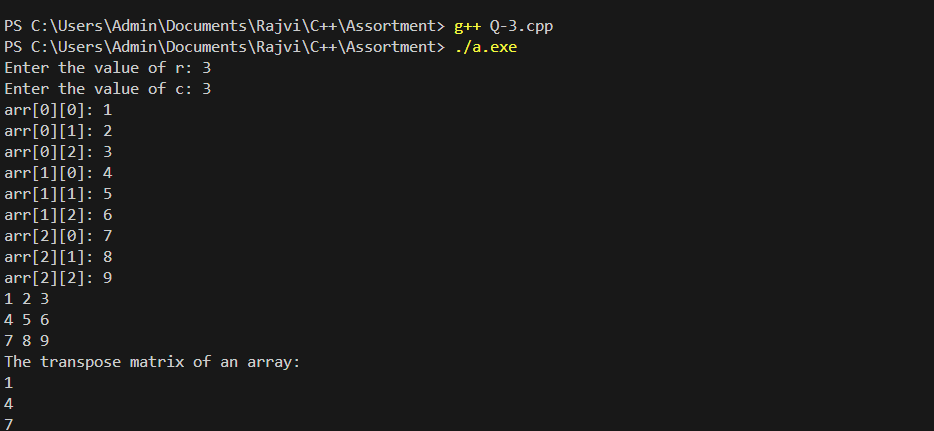 PS C:\Users\Admin\Documents\Rajvi\C++\Assortment> g++ Q-3.cpp
PS C:\Users\Admin\Documents\Rajvi\C++\Assortment> ./a.exe
Enter the value of r: 3
Enter the value of c: 3
arr[0][0]: 1
arr[0][1]: 2
arr[0][2]: 3
arr[1][0]: 4
arr[1][1]: 5
arr[1][2]: 6
arr[2][0]: 7
arr[2][1]: 8
arr[2][2]: 9
1 2 3
4 5 6
7 8 9
The transpose matrix of an array:
1
4
7